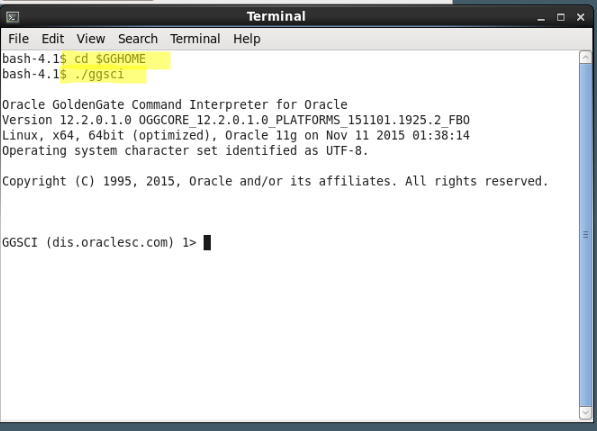 Terminal
File Edit View Search Terminal Help
bash-4.1$ cd $GGHOME
bash-4.1$ ./ggsci
Oracle GoldenGate Command Interpreter for Oracle
Version 12.2.0.1.0 OGGCORE_12.2.0.1.0_PLATFORMS_151101.1925.2_FBO
Linux, x64, 64bit (optimized), Oracle 11g on Nov 11 2015 01:38:14
Operating system character set identified as UTF-8.
Copyright (C) 1995, 2015, Oracle and/or its affiliates. All rights reserved.
GGSCI (dis.oraclesc.com) 1>